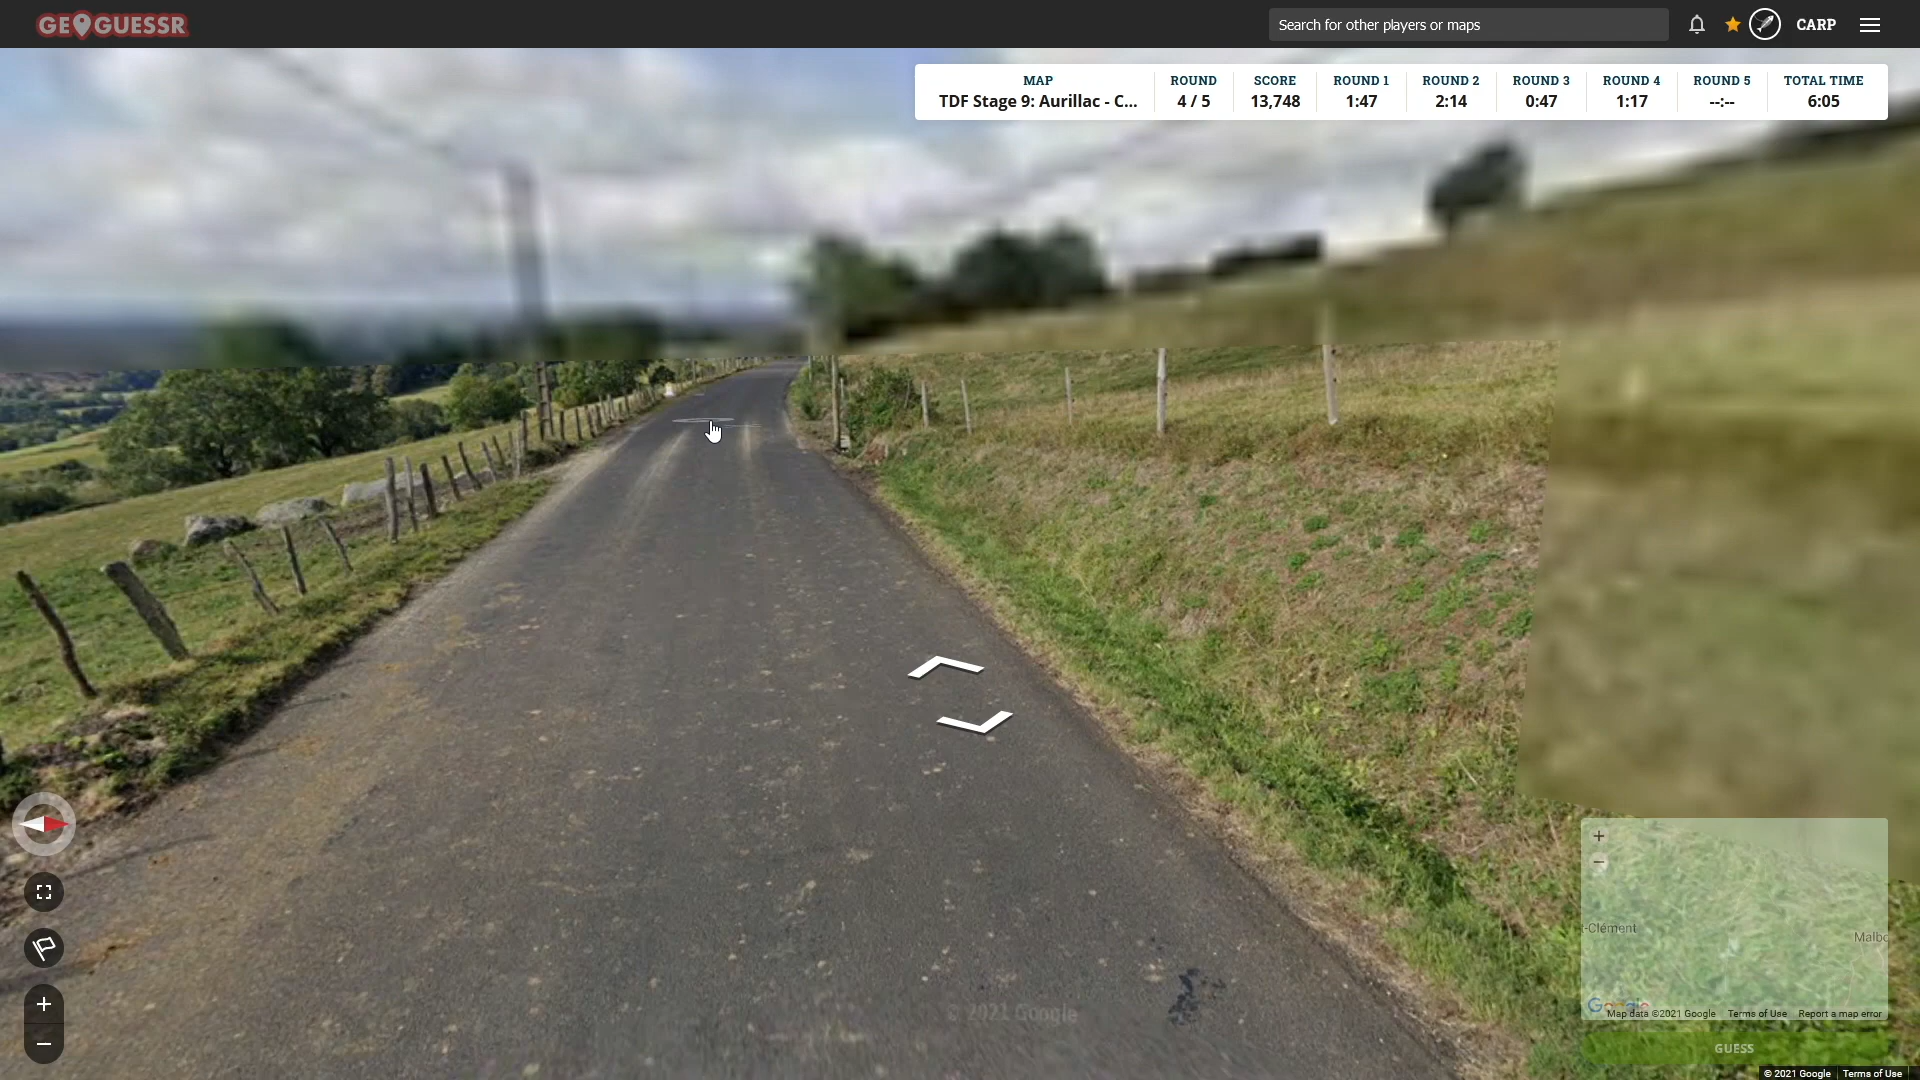 GEOGUESSR
Search for other players or maps
CARP
MAP
TDF Stage 9: Aurillac - C...
ROUND
4 / 5
SCORE
13,748
ROUND 1
1:47
ROUND 2
2:14
ROUND 3
0:47
ROUND 4
1:17
ROUND 5
--:--
TOTAL TIME
6:05
-Clément
Malbo
Google
Map data ©2021 Google
Terms of Use
Report a map error
© 2021 Google
GUESS
© 2021 Google
Terms of Use